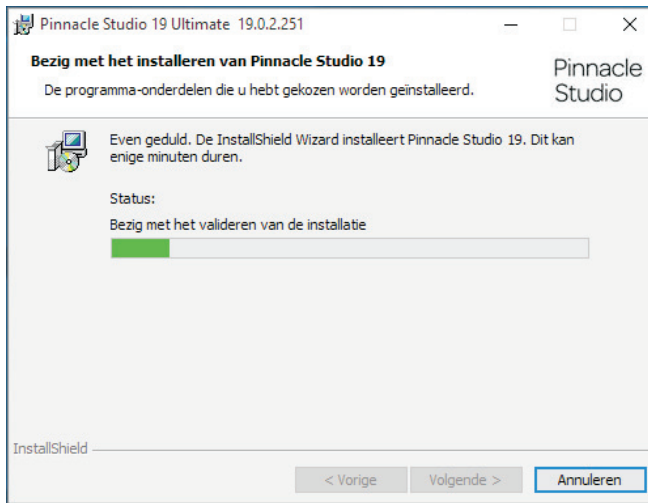 Pinnacle Studio 19 Ultimate 19.0.2.251
Bezig met het installeren van Pinnacle Studio 19
De programma-onderdelen die u hebt gekozen worden geïnstalleerd.
Pinnacle
Studio
Even geduld. De InstallShield Wizard installeert Pinnacle Studio 19. Dit kan
enige minuten duren.
Status:
Bezig met het valideren van de installatie
InstallShield
< Vorige
Volgende >
Annuleren